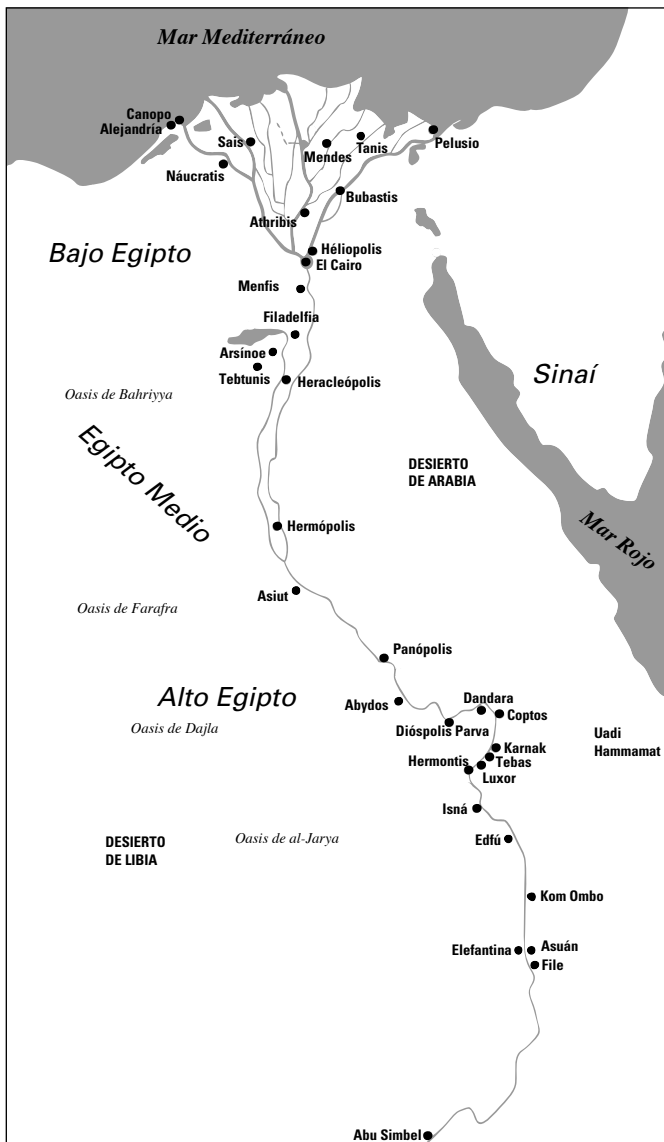 Mar Mediterráneo
Canopo
Alejandría
Sais
Mendes
Tanis
Pelusio
Náucratis
Bubastis
Athribis
Bajo Egipto
Héliopolis
El Cairo
Menfis
Filadelfia
Arsínoe
Tebtunis
Heracleópolis
Sinaí
Oasis de Bahriyya
Egipto Medio
DESIERTO
DE ARABIA
Mar Rojo
Hermópolis
Asiut
Oasis de Farafra
Panópolis
Alto Egipto
Abydos
Dandara
Coptos
Oasis de Dajla
Dióspolis Parva
Uadi
Hammamat
Karnak
Hermontis
Tebas
Luxor
Isná
DESIERTO
DE LIBIA
Oasis de al-Jarya
Edfú
Kom Ombo
Elefantina
Asuán
File
Abu Simbel